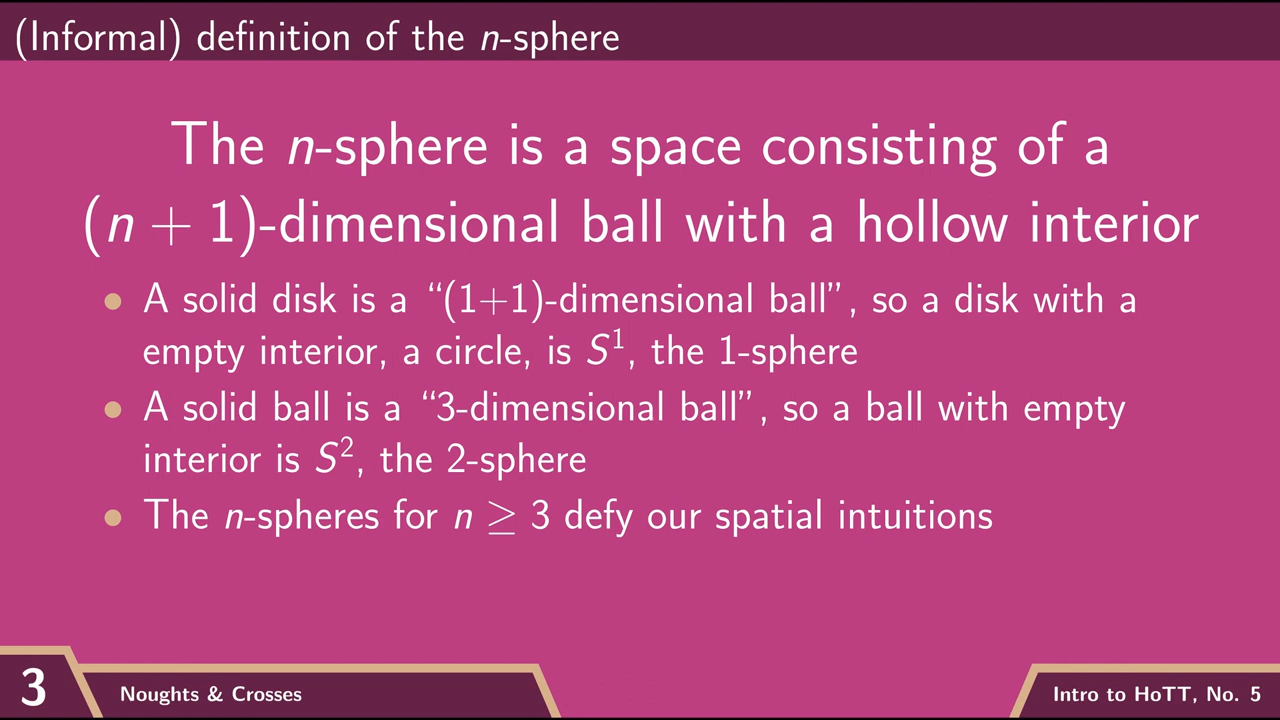 (Informal) definition of the n-sphere
The n-sphere is a space consisting of a
(n + 1)-dimensional ball with a hollow interior
• A solid disk is a “(1+1)-dimensional ball”, so a disk with a
empty interior, a circle, is S¹, the 1-sphere
• A solid ball is a “3-dimensional ball”, so a ball with empty
interior is S², the 2-sphere
• The n-spheres for n ≥ 3 defy our spatial intuitions
3
Noughts & Crosses
Intro to HoTT, No. 5